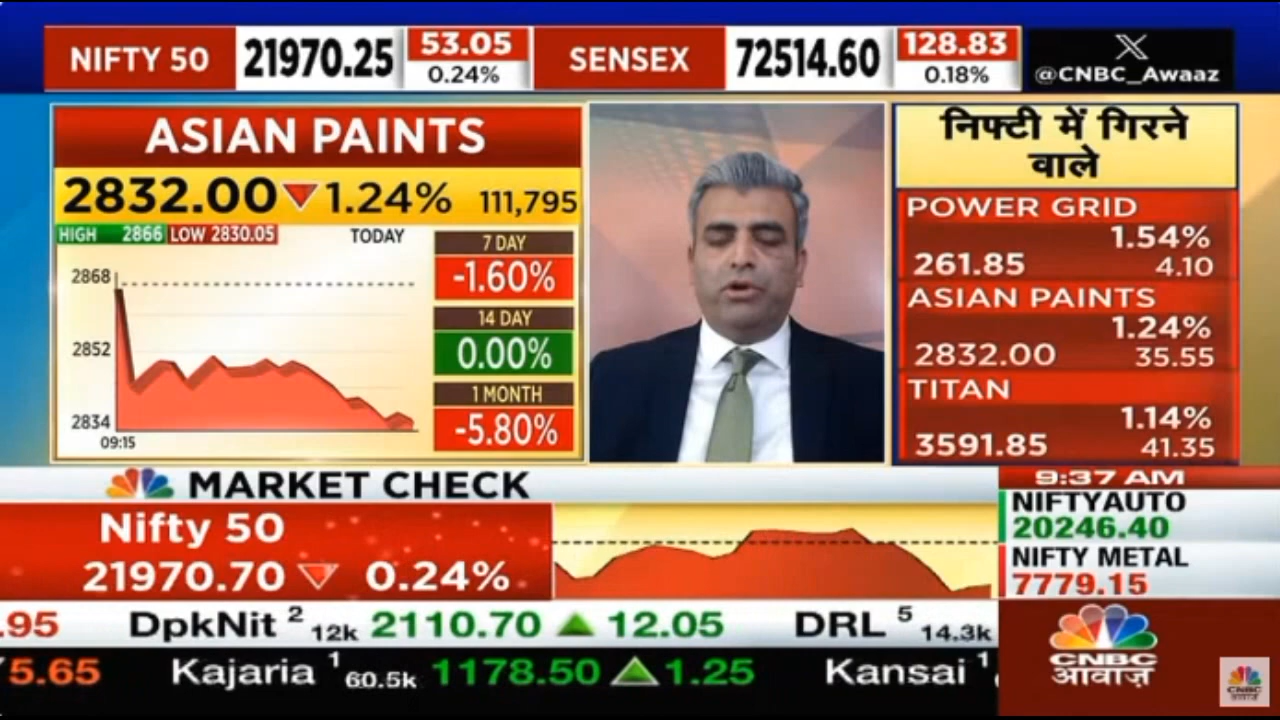 NIFTY 50 21970.25 53.05 0.24% SENSEX 72514.60 128.83 0.18% X @CNBC_Awaaz
ASIAN PAINTS
2832.00 ▼ 1.24% 111,795
HIGH 2866 LOW 2830.05 TODAY
2868
2852
2834
09:15
7 DAY
-1.60%
14 DAY
0.00%
1 MONTH
-5.80%
निफ्टी में गिरने
वाले
POWER GRID
1.54%
261.85 4.10
ASIAN PAINTS
1.24%
2832.00 35.55
TITAN
1.14%
3591.85 41.35
MARKET CHECK
Nifty 50
21970.70 ▽ 0.24%
9:37 AM
NIFTYAUTO
20246.40
NIFTY METAL
7779.15
.95 DpkNit 2 12k 2110.70 ▲ 12.05 DRL 5 14.3k
5.65 Kajaria 1 60.5k 1178.50 ▲ 1.25 Kansai 1
CNBC
आवाज़
CNBC
आवाज़